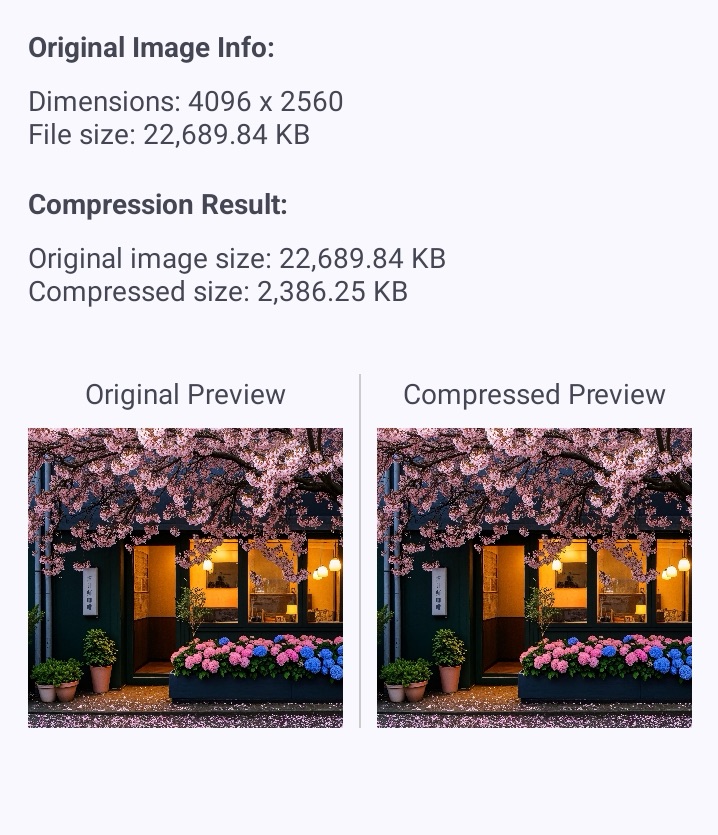 Original Image Info:
Dimensions: 4096 x 2560
File size: 22,689.84 KB
Compression Result:
Original image size: 22,689.84 KB
Compressed size: 2,386.25 KB
Original Preview
Compressed Preview